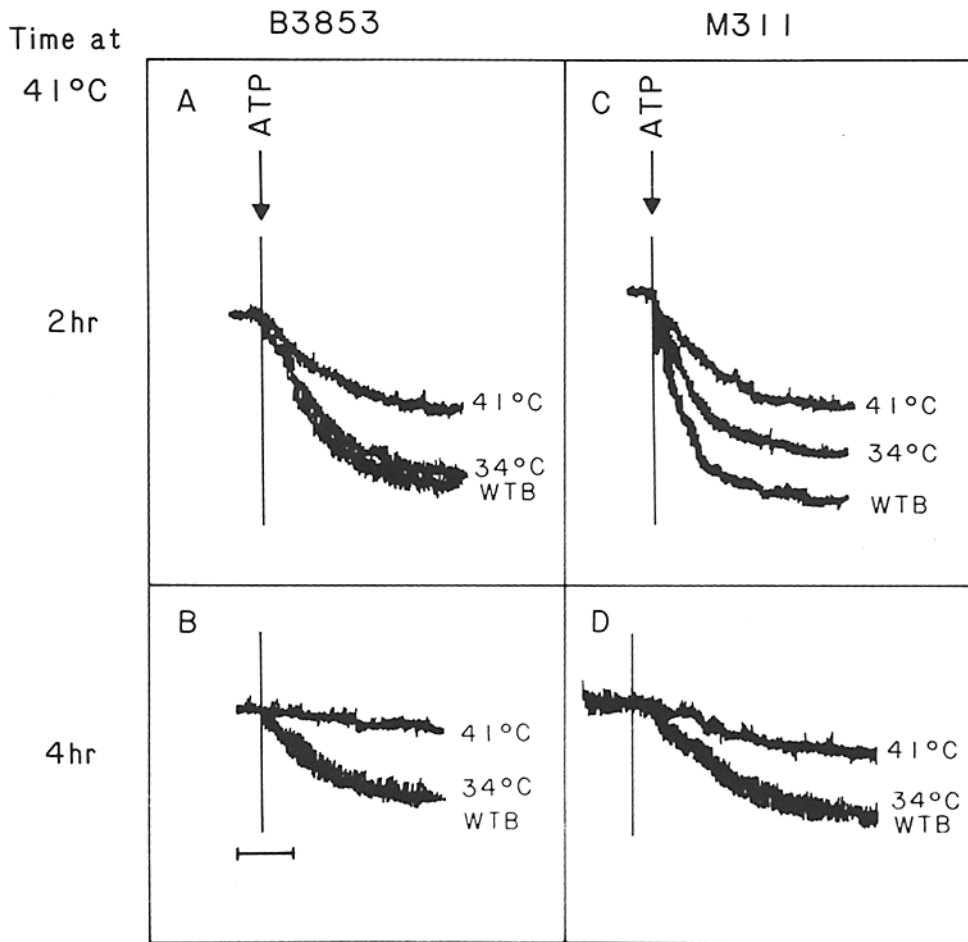 B3853
M311
Time at
41°C
A
ATP
C
ATP
2hr
41°C
34°C
WTB
41°C
34°C
WTB
B
D
4hr
41°C
34°C
WTB
41°C
34°C
WTB